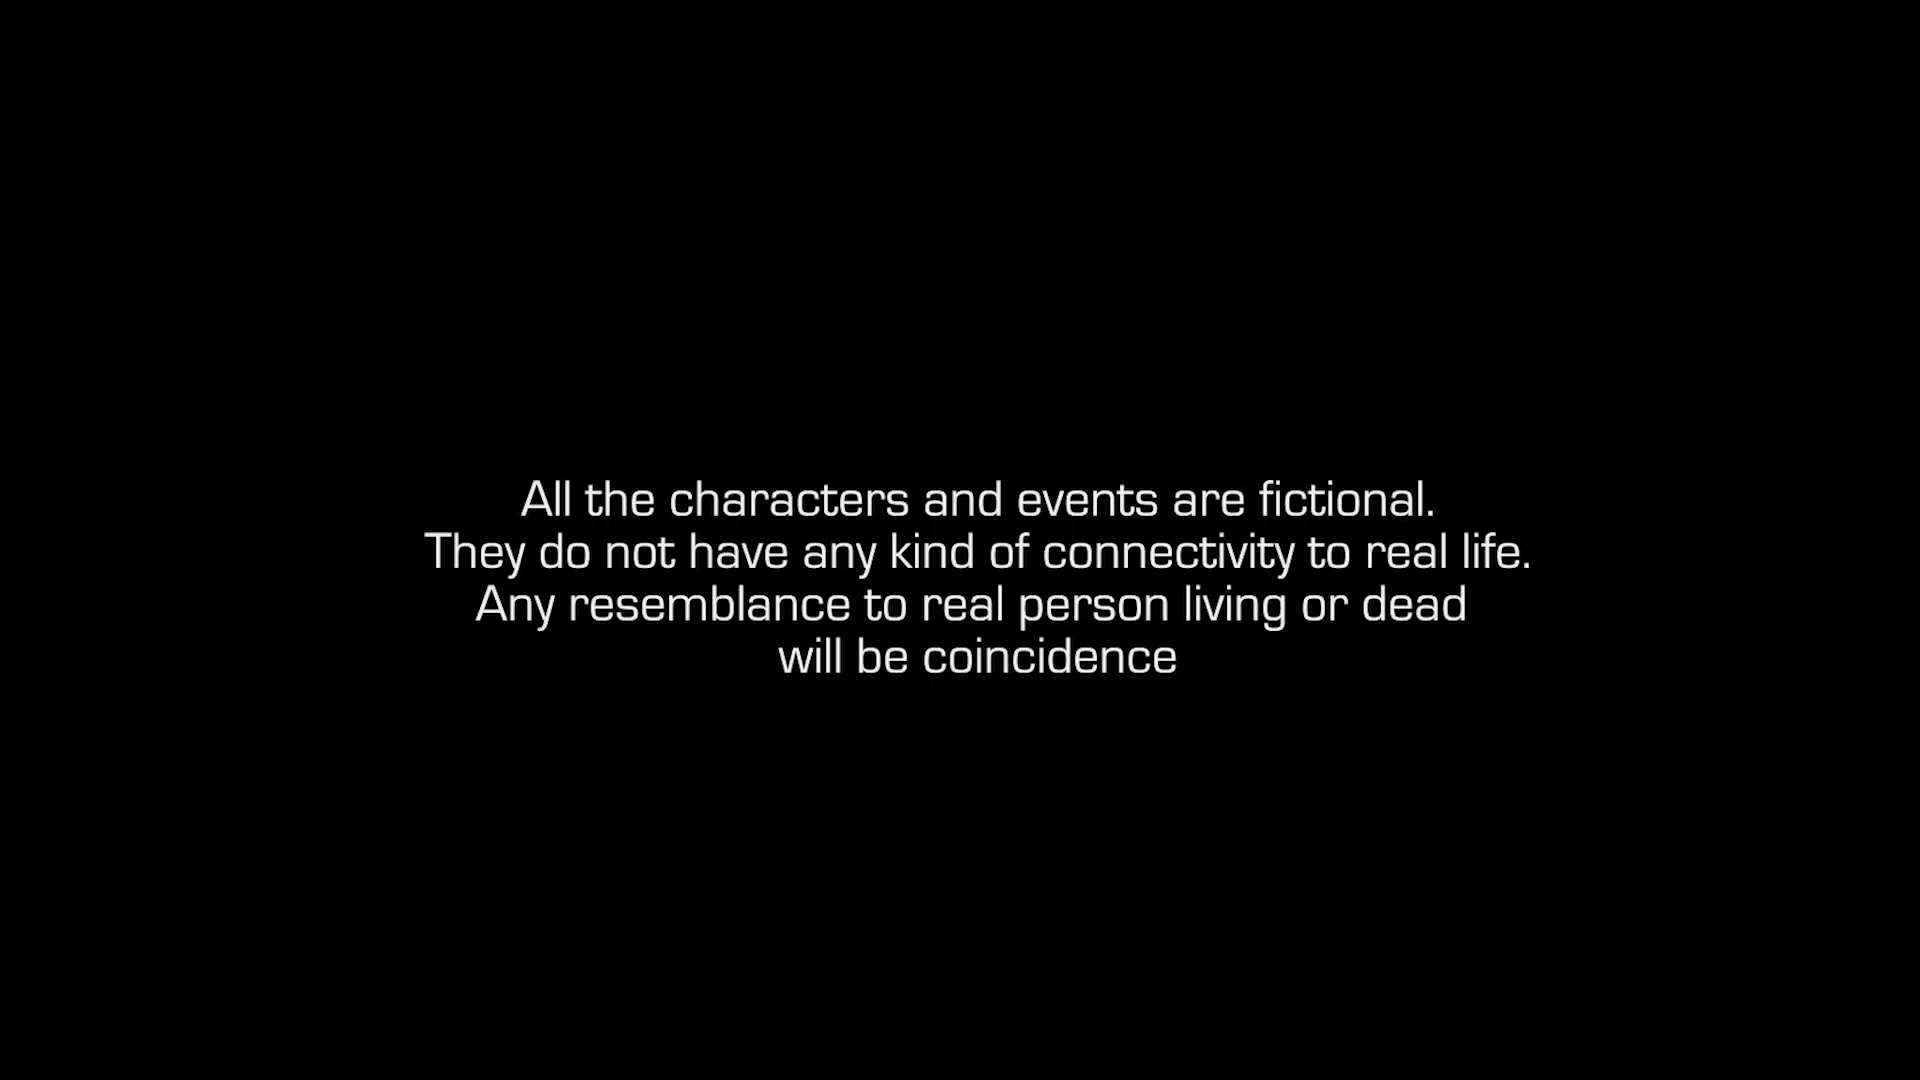 All the characters and events are fictional.
They do not have any kind of connectivity to real life.
Any resemblance to real person living or dead
will be coincidence